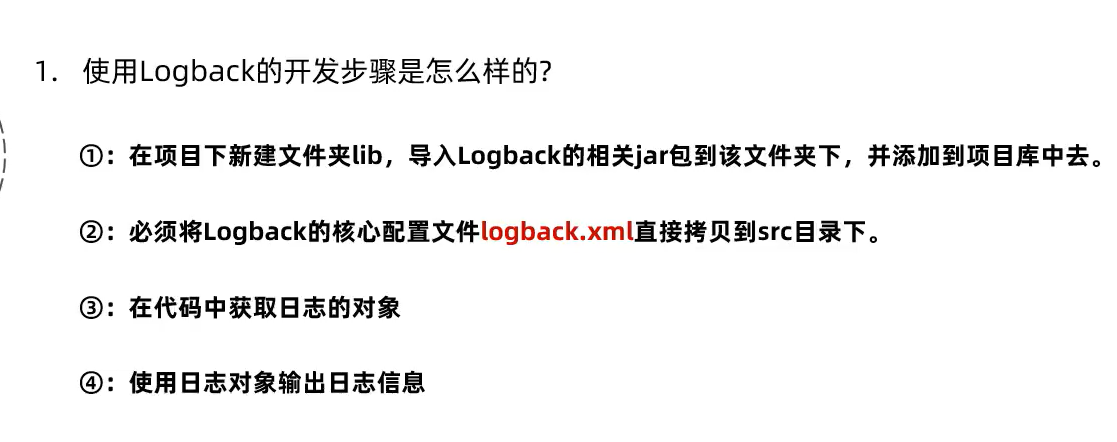 1. 使用Logback的开发步骤是怎么样的?
①：在项目下新建文件夹lib，导入Logback的相关jar包到该文件夹下，并添加到项目库中去。
②：必须将Logback的核心配置文件logback.xml直接拷贝到src目录下。
③：在代码中获取日志的对象
④：使用日志对象输出日志信息